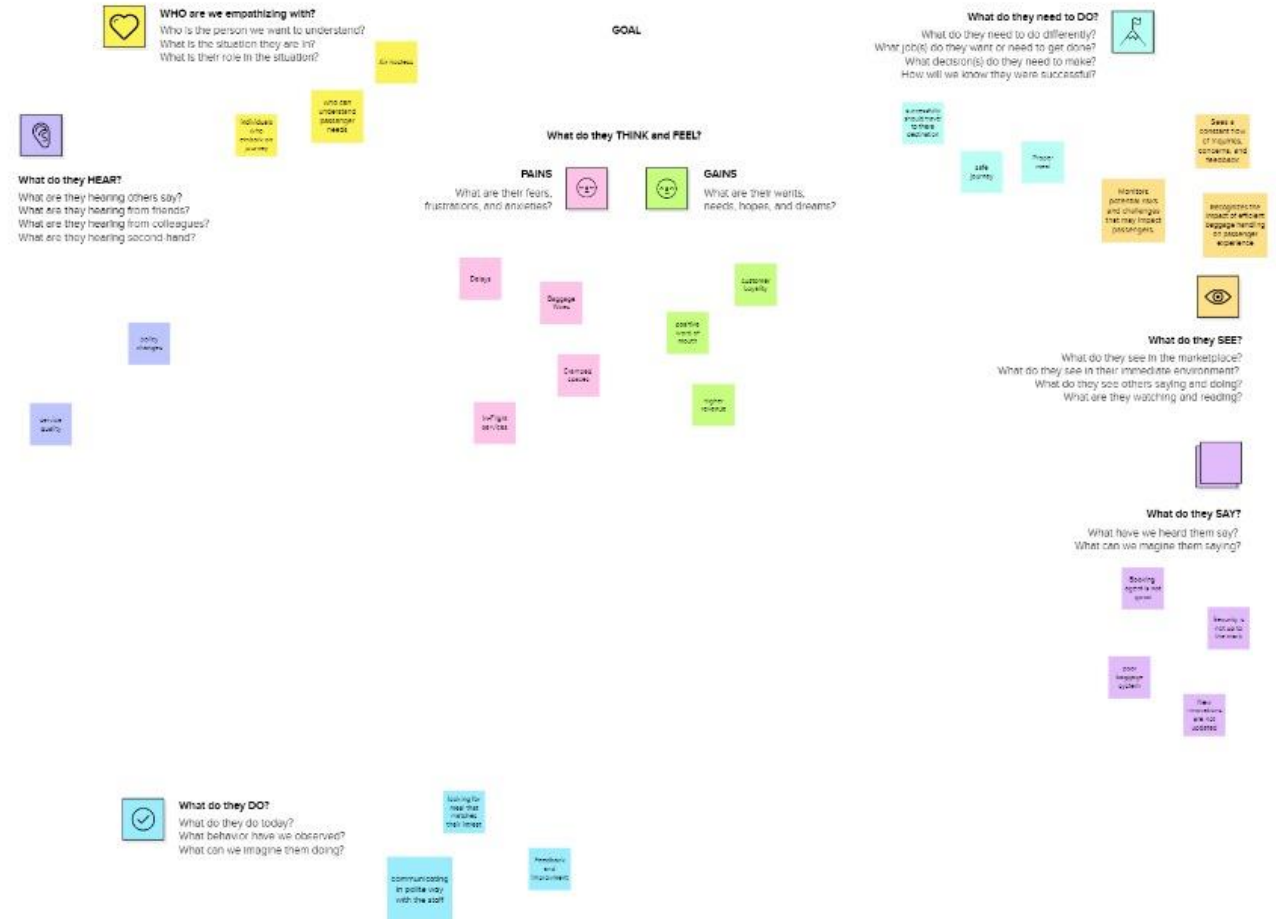 WHO are we empathizing with?
Who is the person we want to understand?
What is the situation they are in?
What is their role in the situation?
Air hostess
who can
understand
passenger
needs
individuals
who
embark on
journey
GOAL
What do they need to DO?
What do they need to do differently?
What job(s) do they want or need to get done?
What decision(s) do they need to make?
How will we know they were successful?
successfully
should travel
to there
destination
safe
journey
Proper
meal
Sees a
constant flow
of inquiries,
concerns, and
feedback.
Monitors
potential risks
and challenges
that may impact
passengers.
Recognizes the
impact of efficient
baggage handling
on passenger
experience
What do they HEAR?
What are they hearing others say?
What are they hearing from friends?
What are they hearing from colleagues?
What are they hearing second-hand?
policy
changes
service
quality
What do they THINK and FEEL?
PAINS
What are their fears,
frustrations, and anxieties?
GAINS
What are their wants,
needs, hopes, and dreams?
Delays
Baggage
Cramped
spaces
Inflight
services
customer
Loyality
positive
word of
mouth
higher
revenue
What do they SEE?
What do they see in the marketplace?
What do they see in their immediate environment?
What do they see others saying and doing?
What are they watching and reading?
What do they SAY?
What have we heard them say?
What can we imagine them saying?
Booking
agent is not
good
Security is
not up to
the mark
poor
baggage
system
New
innovations
are not
updated
What do they DO?
What do they do today?
What behavior have we observed?
What can we imagine them doing?
looking for
meal that
matches
their
communicating
in polite way
with the staff
Feedback
and